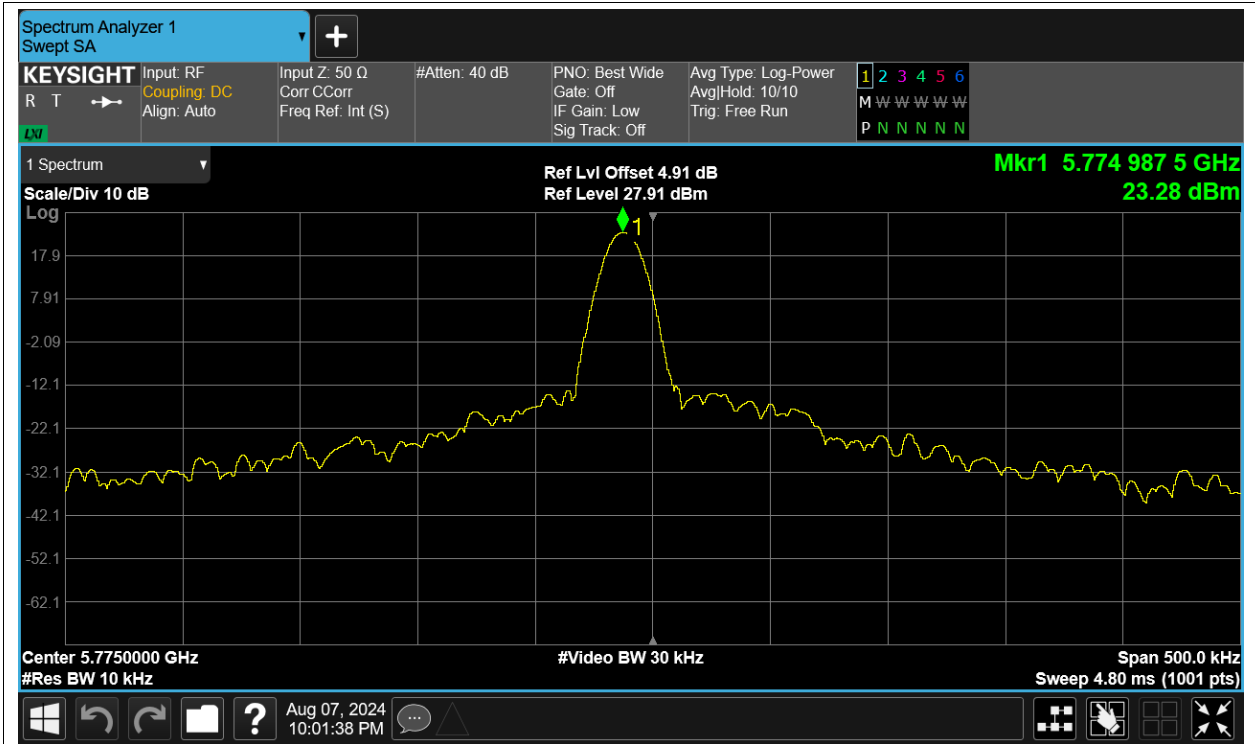 Spectrum Analyzer 1
Swept SA
KEYSIGHT
R T
LXI
Input: RF
Coupling: DC
Align: Auto
Input Z: 50 Ω
Corr CCorr
Freq Ref: Int (S)
#Atten: 40 dB
PNO: Best Wide
Gate: Off
IF Gain: Low
Sig Track: Off
Avg Type: Log-Power
Avg|Hold: 10/10
Trig: Free Run
1 2 3 4 5 6
M W W W W W
P N N N N N
1 Spectrum
Scale/Div 10 dB
Ref Lvl Offset 4.91 dB
Ref Level 27.91 dBm
Mkr1 5.774 987 5 GHz
23.28 dBm
Log
1
17.9
7.91
-2.09
-12.1
-22.1
-32.1
-42.1
-52.1
-62.1
Center 5.7750000 GHz
#Video BW 30 kHz
Span 500.0 kHz
#Res BW 10 kHz
Sweep 4.80 ms (1001 pts)
?
Aug 07, 2024
10:01:38 PM